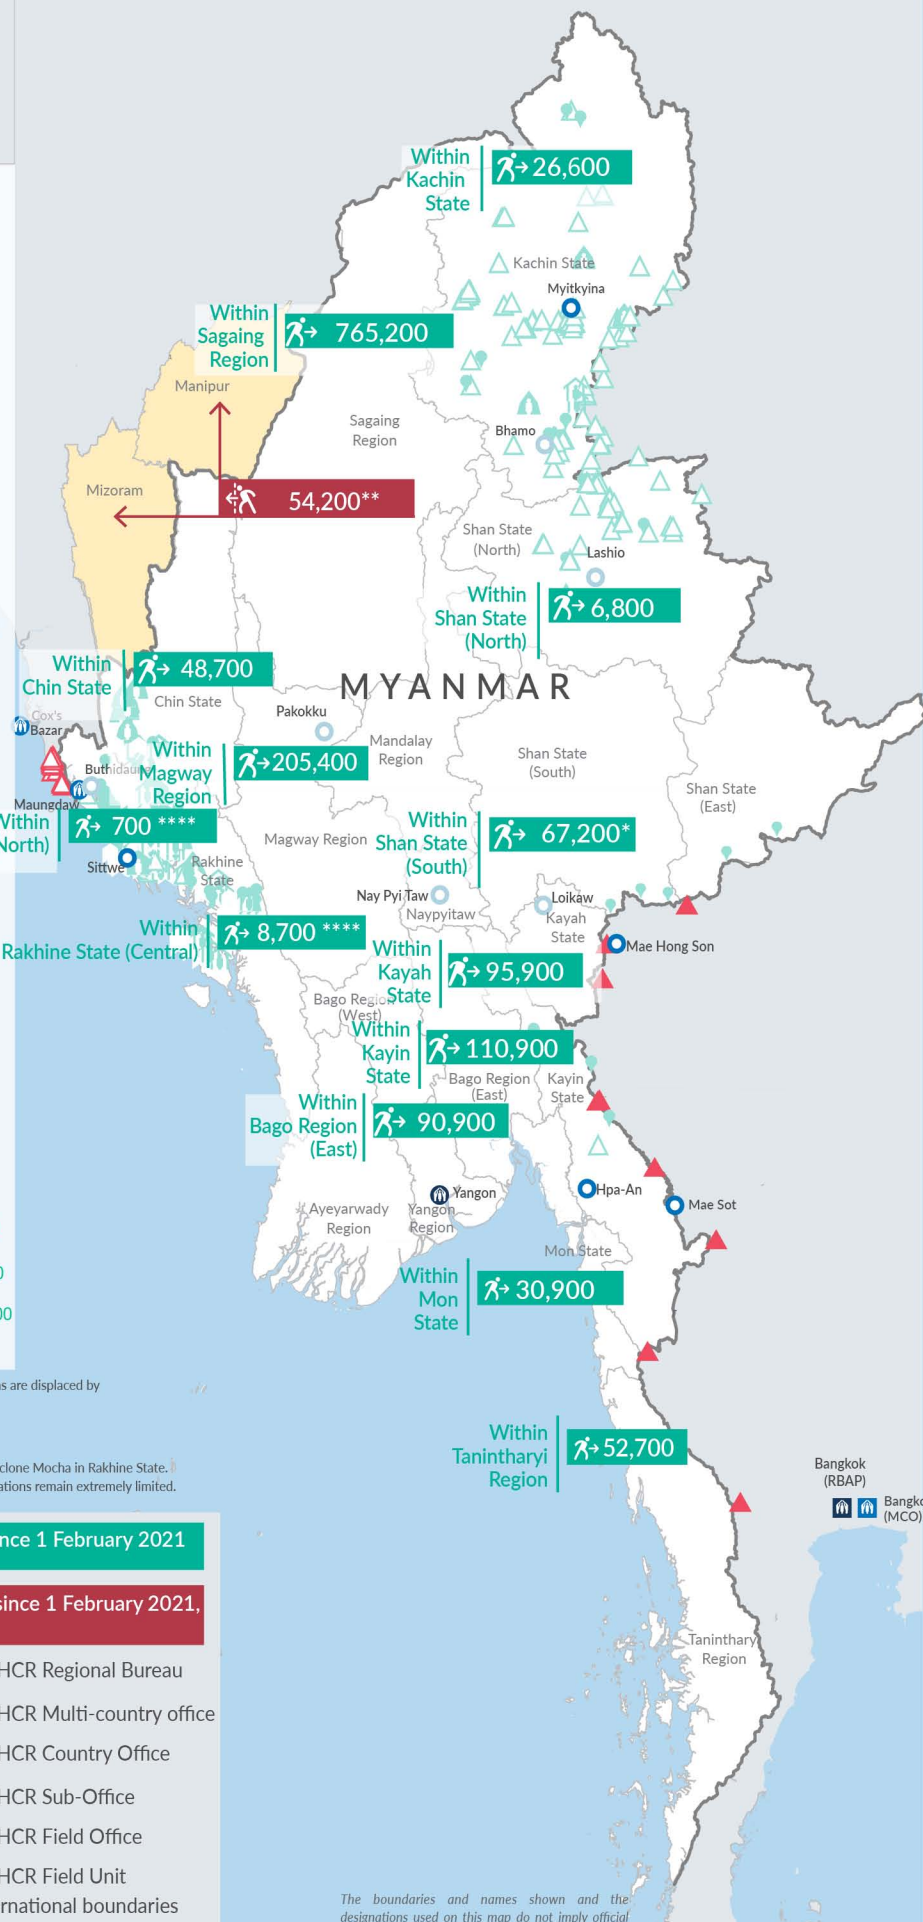 Within
Kachin
State
26,600
Kachin State
Myitkyina
Within
Sagaing
Region
765,200
Manipur
Sagaing
Region
Bhamo
Mizoram
54,200**
Shan State
(North)
Lashio
Within
Shan State
(North)
6,800
Within
Chin State
48,700
Chin State
MYANMAR
Pakokku
Cox's
Bazar
Mandalay
Region
Shan State
(South)
Shan State
(East)
Within
Magway
Region
205,400
Maungdaw
Within
North)
700 ****
Magway Region
Within
Shan State
(South)
67,200*
Sittwe
Rakhine
State
Nay Pyi Taw
Naypyitaw
Loikaw
Kayah
State
Mae Hong Son
Within
Rakhine State (Central)
8,700 ****
Within
Kayah
State
95,900
Bago Region
(West)
Within
Kayin
State
110,900
Bago Region
(East)
Kayin
State
Within
Bago Region
(East)
90,900
Yangon
Yangon
Region
Ayeyarwady
Region
Hpa-An
Mae Sot
Mon State
Within
Mon
State
30,900
0
00
s are displaced by
Within
Tanintharyi
Region
52,700
clone Mocha in Rakhine State.
ations remain extremely limited.
Bangkok
(RBAP)
Bangko
(MCO)
nce 1 February 2021
since 1 February 2021,
HCR Regional Bureau
HCR Multi-country office
HCR Country Office
HCR Sub-Office
HCR Field Office
HCR Field Unit
rnational boundaries
Taninthary
Region
The boundaries and names shown and the
designations used on this map do not imply official